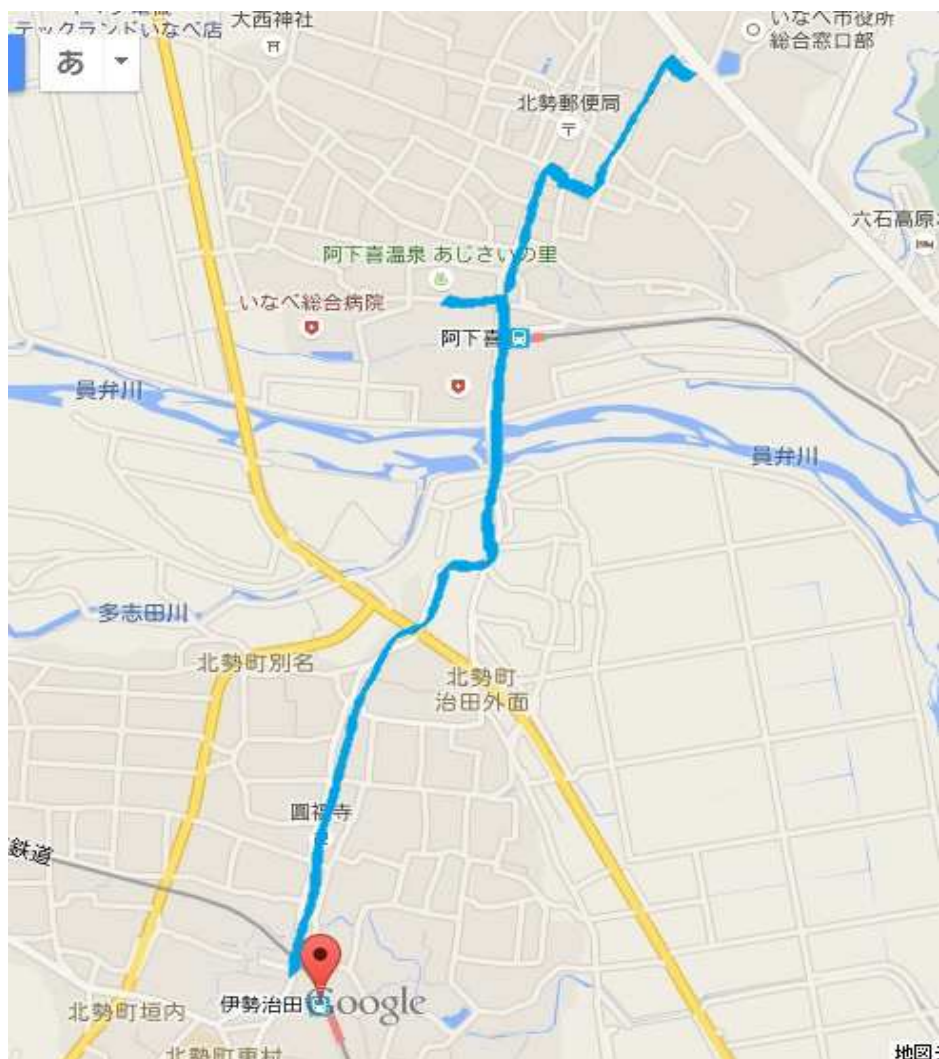 テックランドいなべ店
大西神社
いなべ市役所
総合窓口部
あ
北勢郵便局
六石高原
阿下喜温泉 あじさいの里
いなべ総合病院
阿下喜
員弁川
員弁川
多志田川
北勢町別名
北勢町
治田外面
圓福寺
鉄道
伊勢治田
Google
北勢町垣内
北勢町東村
地図